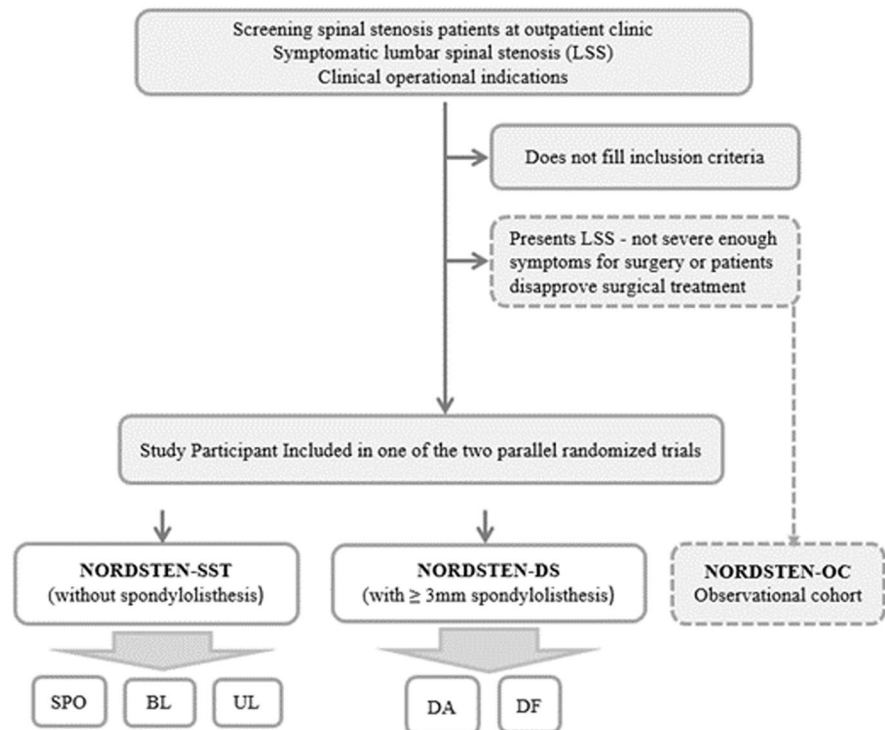 Screening spinal stenosis patients at outpatient clinic
Symptomatic lumbar spinal stenosis (LSS)
Clinical operational indications
Does not fill inclusion criteria
Presents LSS - not severe enough
symptoms for surgery or patients
disapprove surgical treatment
Study Participant Included in one of the two parallel randomized trials
NORDSTEN-SST
(without spondylolisthesis)
NORDSTEN-DS
(with ≥ 3mm spondylolisthesis)
NORDSTEN-OC
Observational cohort
SPO
BL
UL
DA
DF